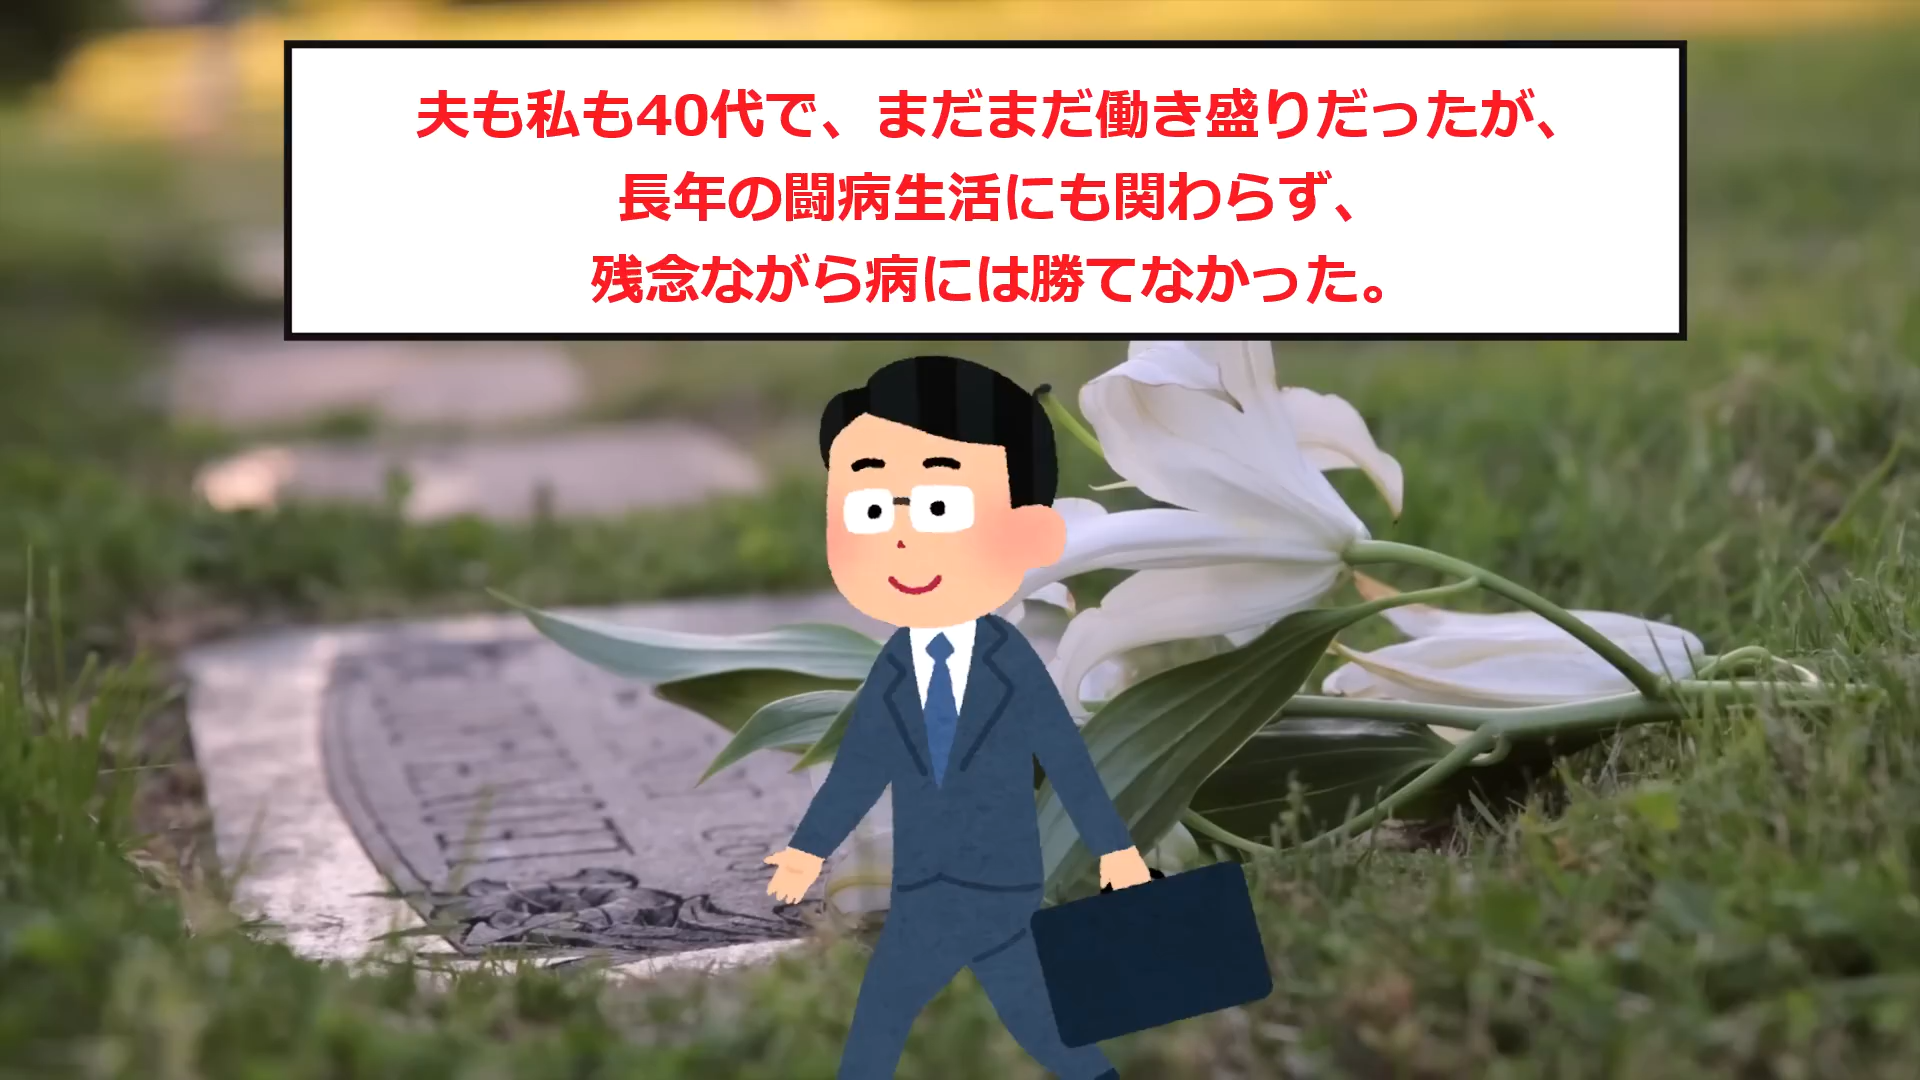 夫も私も40代で、まだまだ働き盛りだったが、
長年の闘病生活にも関わらず、
残念ながら病には勝てなかった。